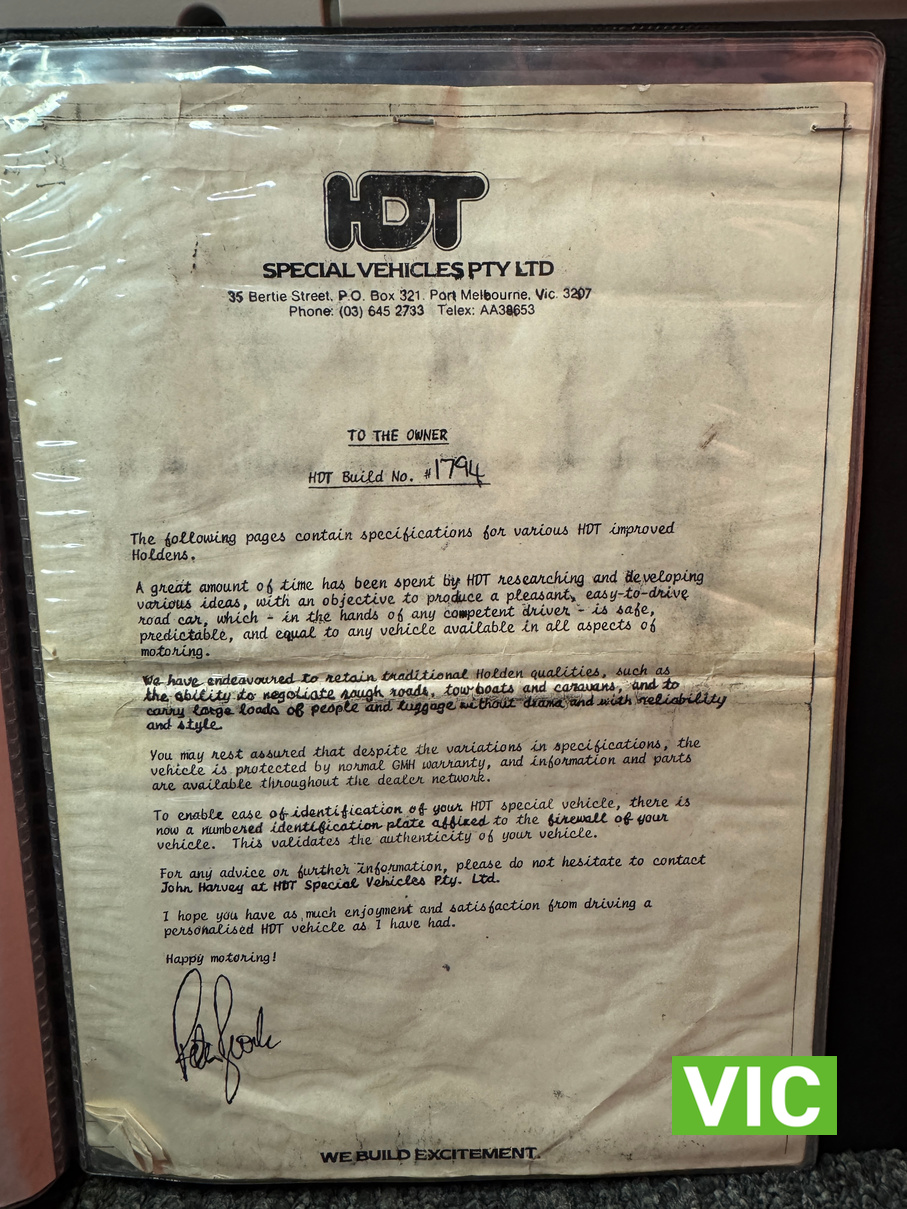 HDT
SPECIAL VEHICLES PTY LTD
35 Bertie Street, P.O. Box 321, Port Melbourne, Vic. 3207
Phone: (03) 645 2733 Telex: AA38653
TO THE OWNER
HDT Build No. #1794
The following pages contain specifications for various HDT improved
Holdens.
A great amount of time has been spent by HDT researching and developing
various ideas, with an objective to produce a pleasant, easy-to-drive
road car, which - in the hands of any competent driver - is safe,
predictable, and equal to any vehicle available in all aspects of
motoring.
We have endeavoured to retain traditional Holden qualities, such as
the ability to negotiate rough roads, tow boats and caravans, and to
carry large loads of people and luggage without drama and with reliability
and style.
You may rest assured that despite the variations in specifications, the
vehicle is protected by normal GMH warranty, and information and parts
are available throughout the dealer network.
To enable ease of identification of your HDT special vehicle, there is
now a numbered identification plate affixed to the firewall of your
vehicle. This validates the authenticity of your vehicle.
For any advice or further information, please do not hesitate to contact
John Harvey at HDT Special Vehicles Pty. Ltd.
I hope you have as much enjoyment and satisfaction from driving a
personalised HDT vehicle as I have had.
Happy motoring!
Peter Brock
VIC
WE BUILD EXCITEMENT.